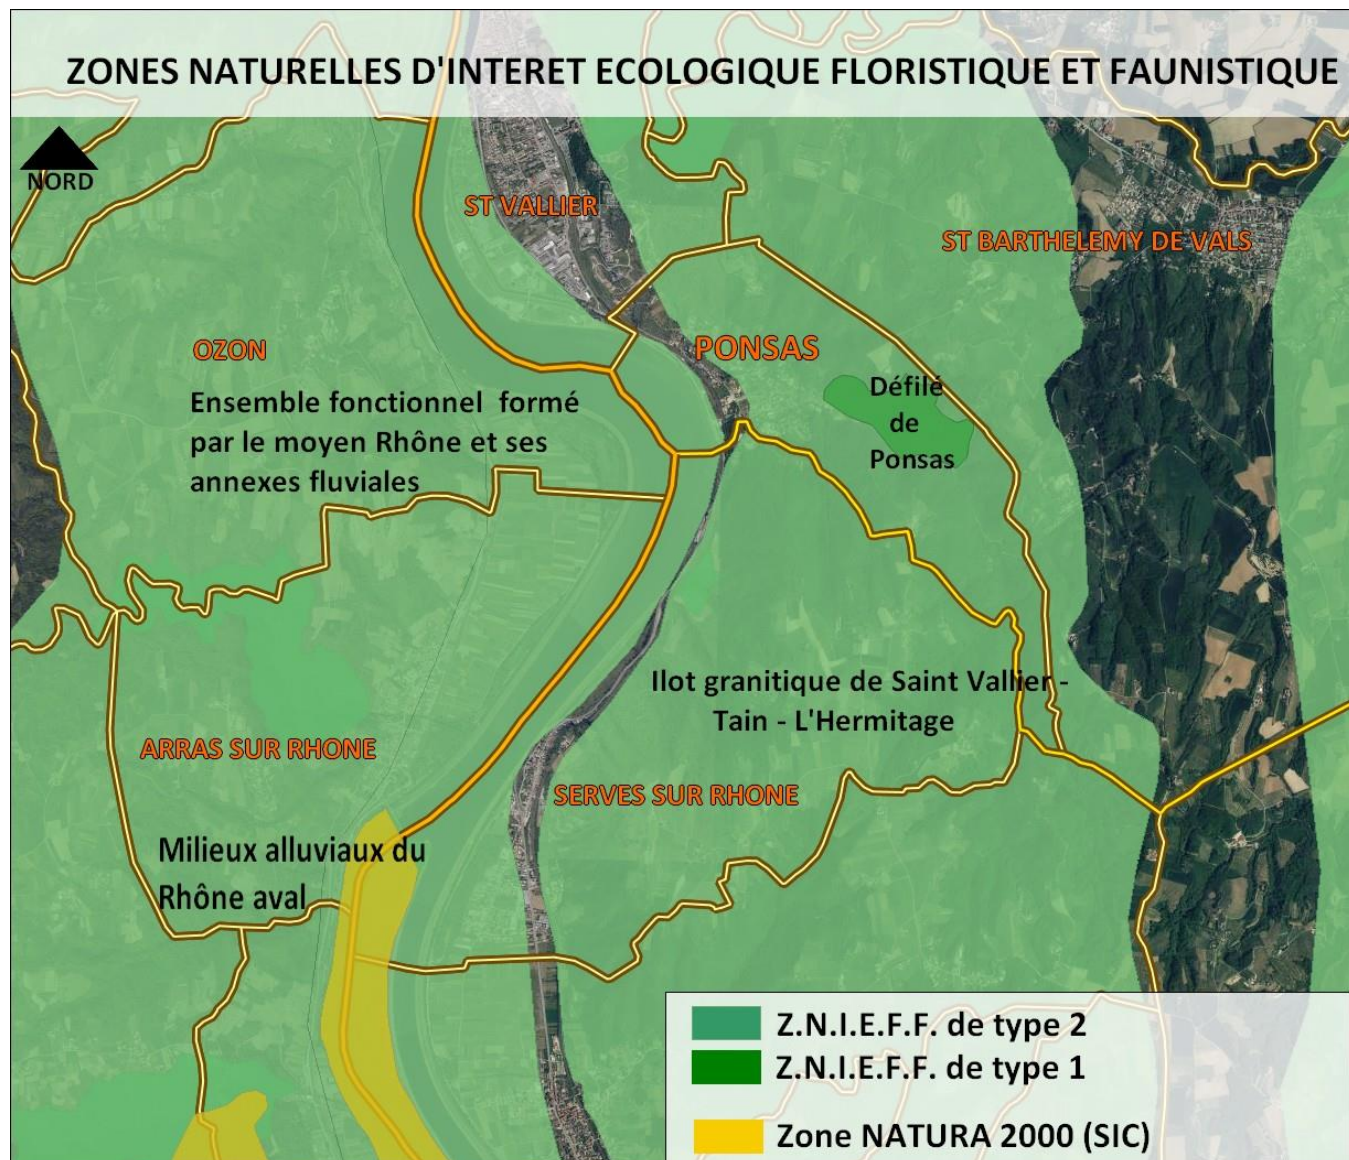 ZONES NATURELLES D'INTERET ECOLOGIQUE FLORISTIQUE ET FAUNISTIQUE
NORD
ST VALLIER
ST BARTHELEMY DE VALS
OZON
PONSAS
Défilé
de
Ponsas
Ensemble fonctionnel formé
par le moyen Rhône et ses
annexes fluviales
Ilot granitique de Saint Vallier -
Tain - L'Hermitage
ARRAS SUR RHONE
SERVES SUR RHONE
Milieux alluviaux du
Rhône aval
Z.N.I.E.F.F. de type 2
Z.N.I.E.F.F. de type 1
Zone NATURA 2000 (SIC)